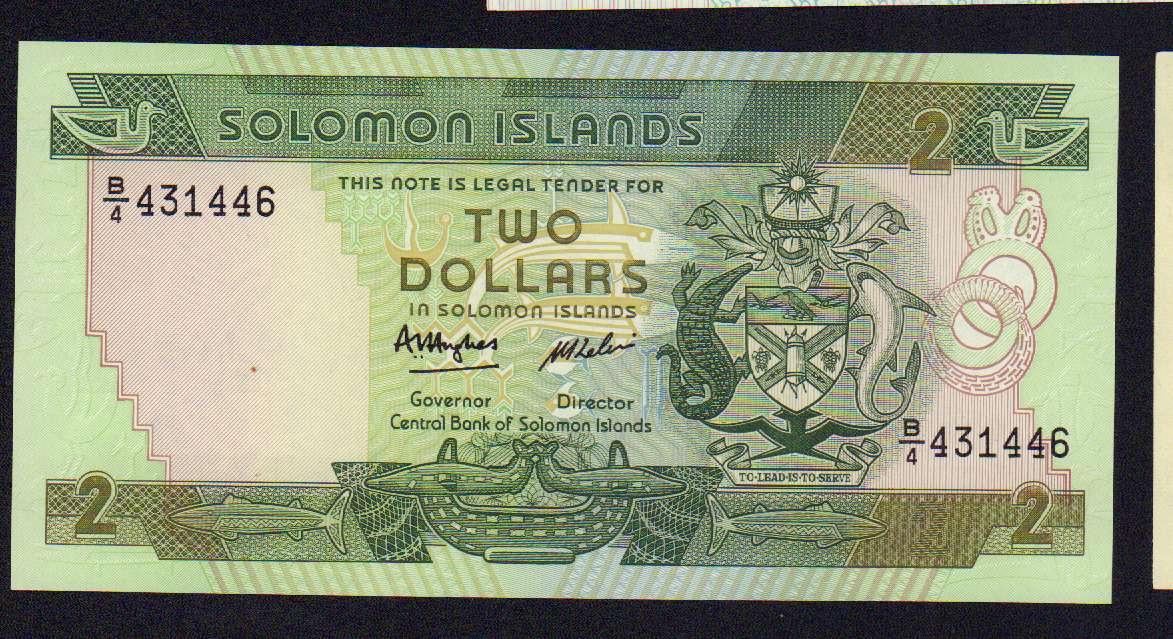 SOLOMON ISLANDS
2
B/4 431446
THIS NOTE IS LEGAL TENDER FOR
TWO
DOLLARS
IN SOLOMON ISLANDS
Governor Director
Central Bank of Solomon Islands
B/4 431446
TO·LEAD·IS·TO·SERVE
2
2